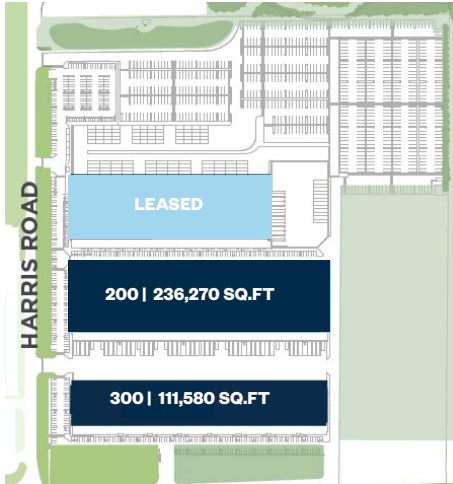 HARRIS ROAD
LEASED
200 | 236,270 SQ.FT
300 | 111,580 SQ.FT